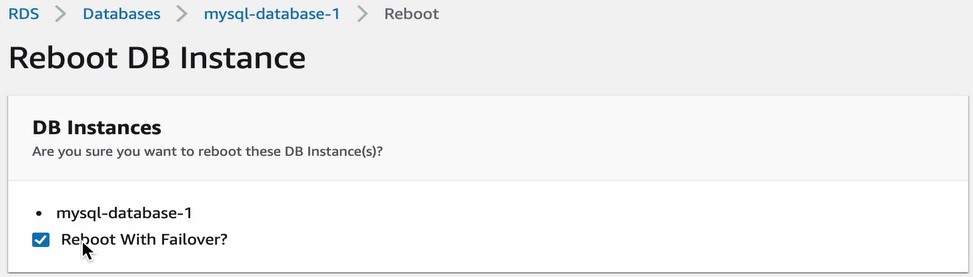 RDS > Databases > mysql-database-1 > Reboot
Reboot DB Instance
DB Instances
Are you sure you want to reboot these DB Instance(s)?
• mysql-database-1
Reboot With Failover?